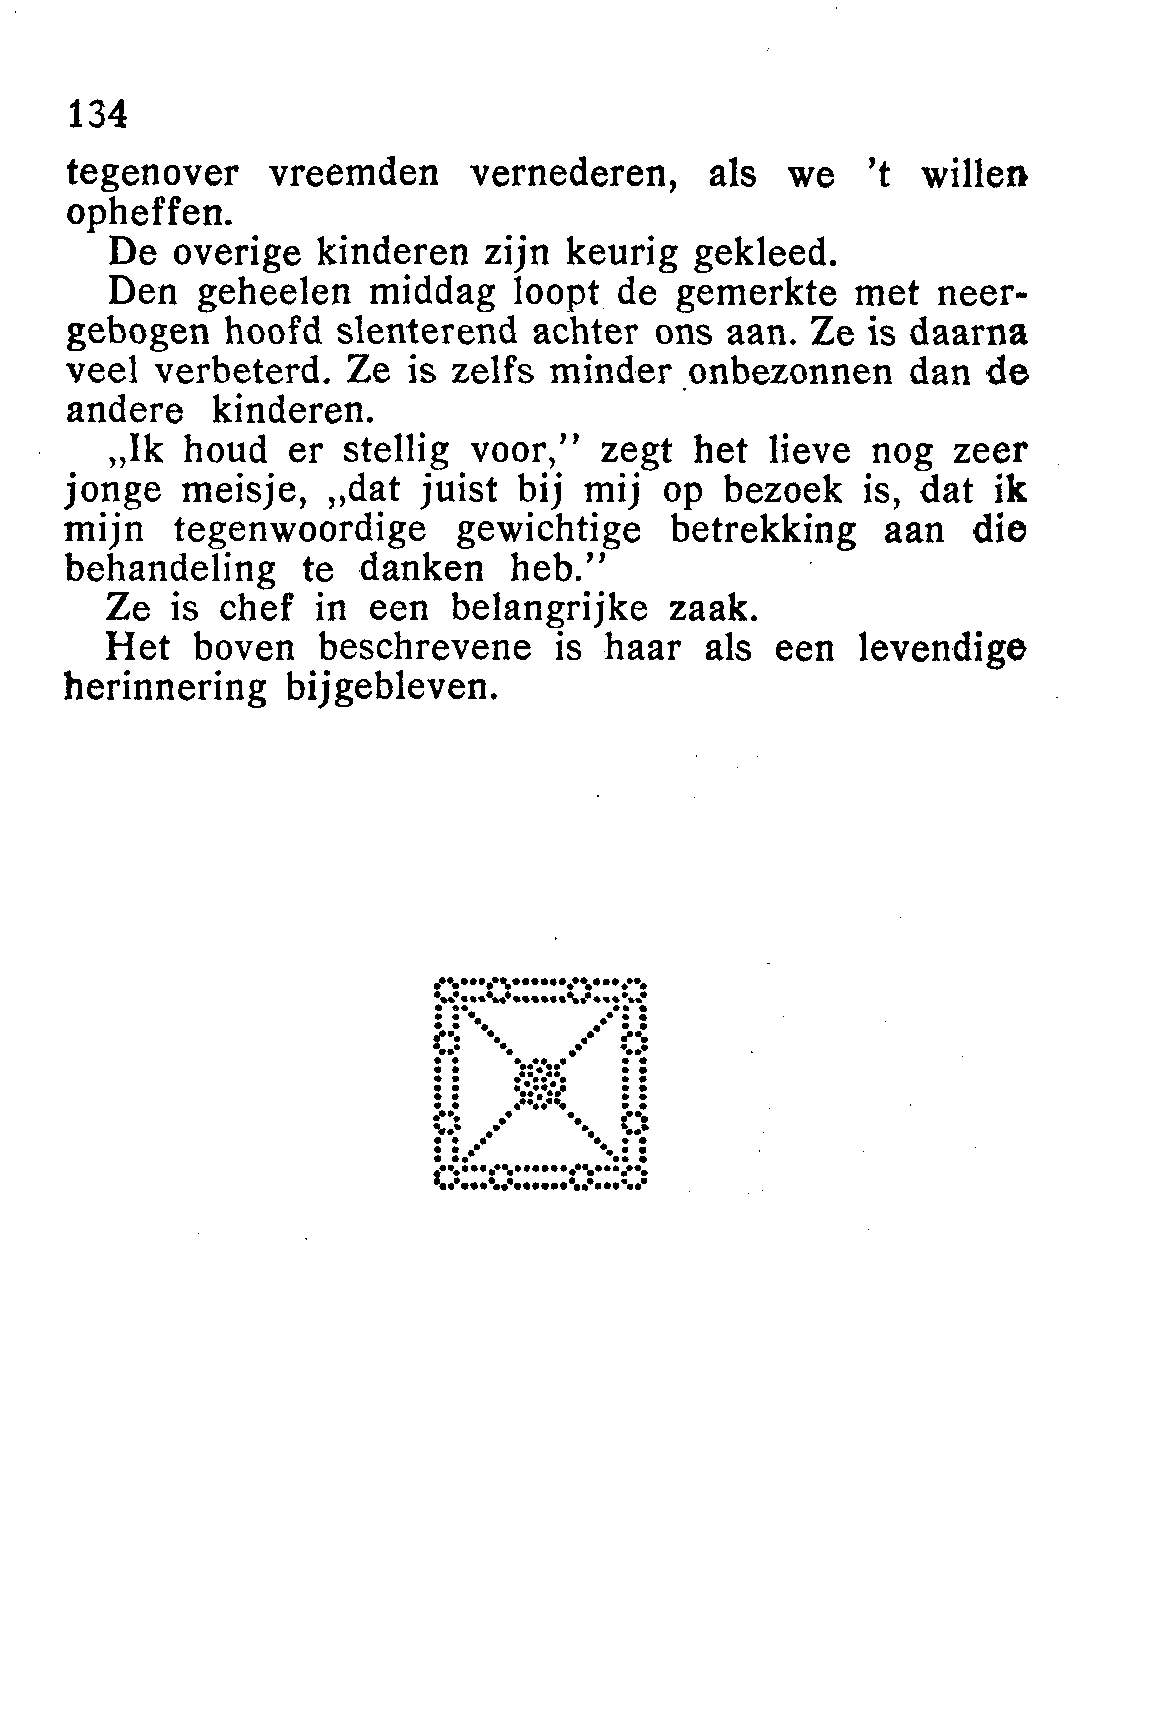 134
tegenover vreemden vernederen, als we 't willen
opheffen.
De overige kinderen zijn keurig gekleed.
Den geheelen middag loopt de gemerkte met neer-
gebogen hoofd slenterend achter ons aan. Ze is daarna
veel verbeterd. Ze is zelfs minder onbezonnen dan de
andere kinderen.
„Ik houd er stellig voor,'' zegt het lieve nog zeer
jonge meisje, „dat juist bij mij op bezoek is, dat ik
mijn tegenwoordige gewichtige betrekking aan die
behandeling te danken heb.''
Ze is chef in een belangrijke zaak.
Het boven beschrevene is haar als een levendige
herinnering bijgebleven.